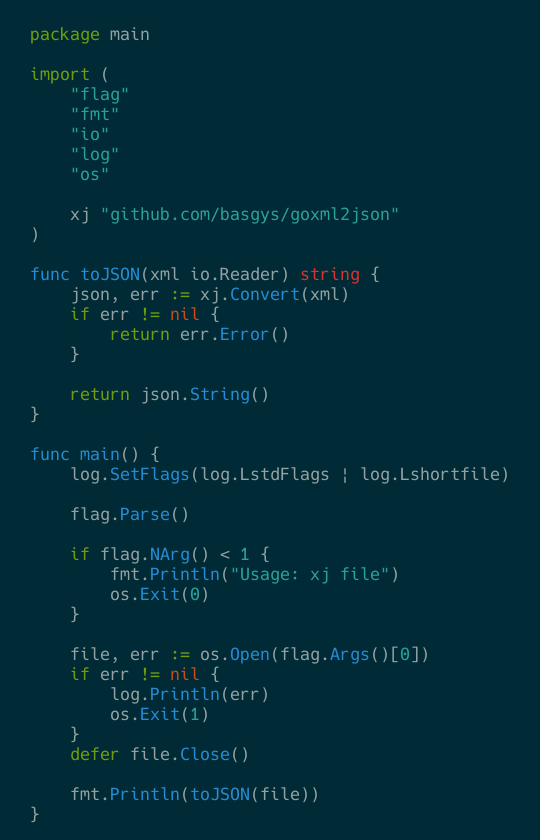 package main

import (
    "flag"
    "fmt"
    "io"
    "log"
    "os"

    xj "github.com/basgys/goxml2json"
)

func toJSON(xml io.Reader) string {
    json, err := xj.Convert(xml)
    if err != nil {
        return err.Error()
    }

    return json.String()
}

func main() {
    log.SetFlags(log.LstdFlags | log.Lshortfile)

    flag.Parse()

    if flag.NArg() < 1 {
        fmt.Println("Usage: xj file")
        os.Exit(0)
    }

    file, err := os.Open(flag.Args()[0])
    if err != nil {
        log.Println(err)
        os.Exit(1)
    }
    defer file.Close()

    fmt.Println(toJSON(file))
}